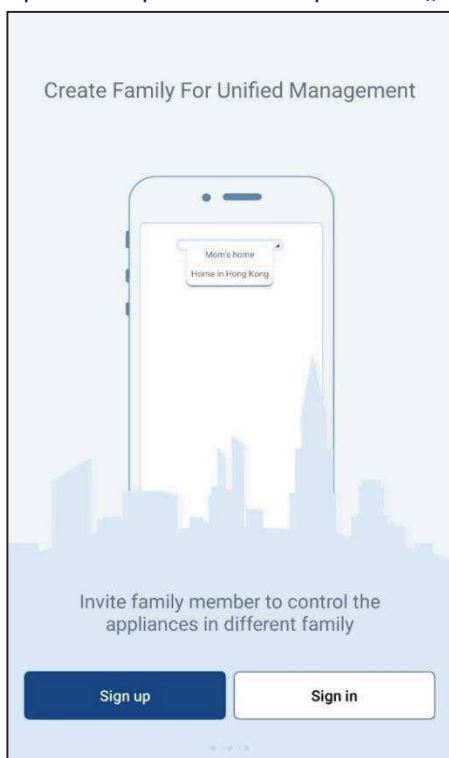 Create Family For Unified Management
Mom's home
Home in Hong Kong
Invite family member to control the
appliances in different family
Sign up
Sign in